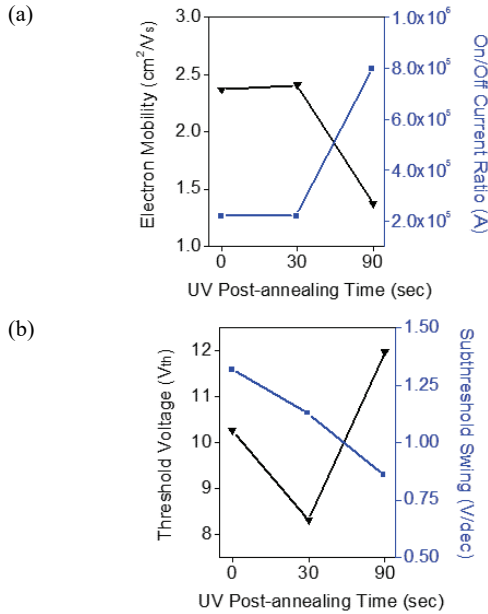 (a)
3.0
2.5
2.0
1.5
1.0
Electron Mobility (cm²/Vs)
1.0x10⁶
8.0x10⁵
6.0x10⁵
4.0x10⁵
2.0x10⁵
On/Off Current Ratio (A)
0 30 90
UV Post-annealing Time (sec)
(b)
12
11
10
9
8
Threshold Voltage (Vth)
1.50
1.25
1.00
0.75
0.50
Subthreshold Swing (V/dec)
0 30 90
UV Post-annealing Time (sec)